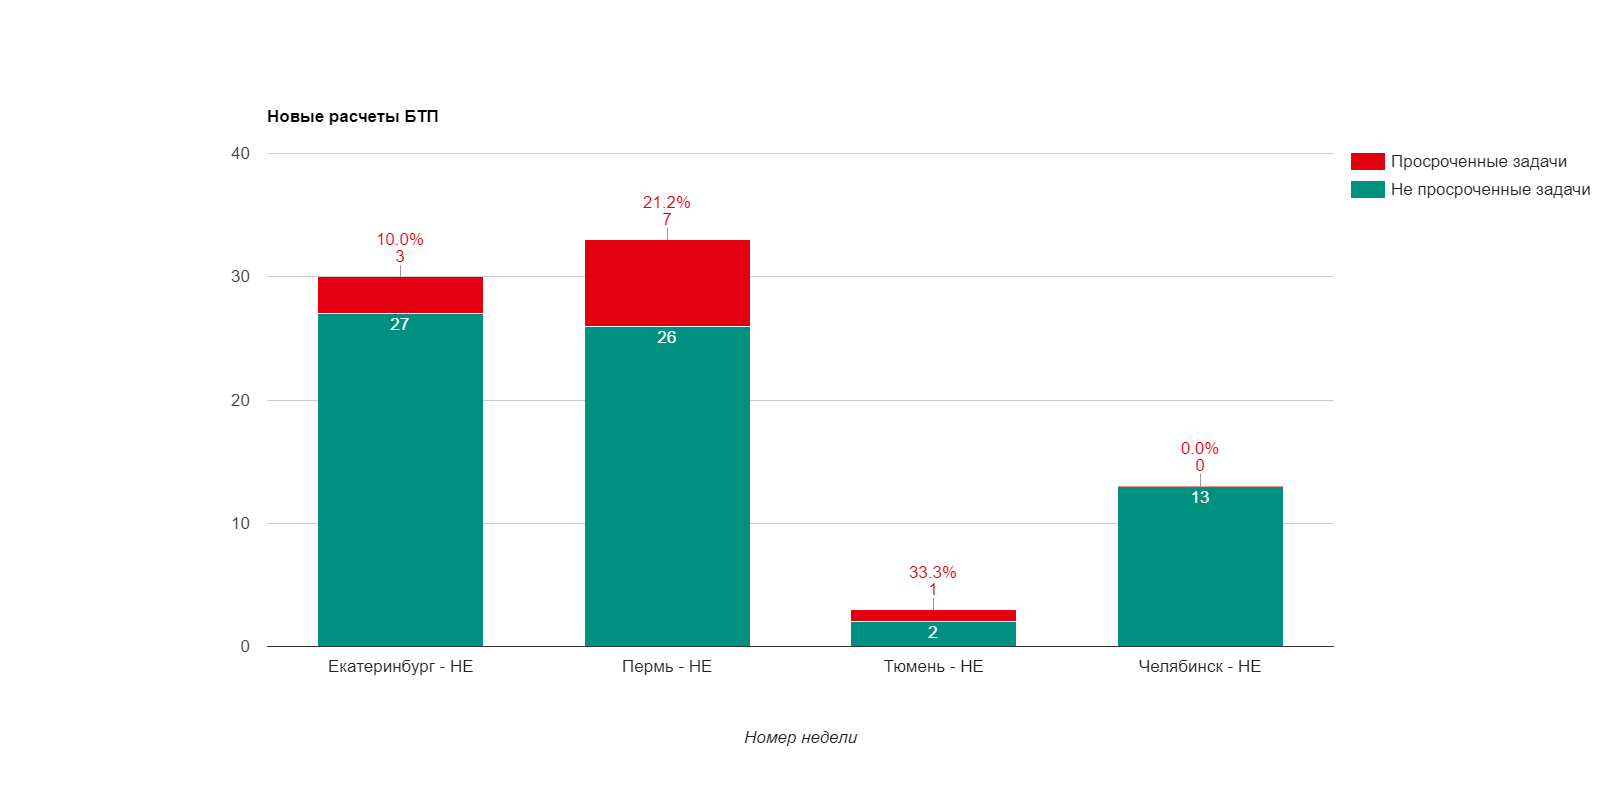 Новые расчеты БТП
40
30
20
10
0
10.0%
3
27
21.2%
7
26
33.3%
1
2
0.0%
0
13
Екатеринбург - НЕ
Пермь - НЕ
Тюмень - НЕ
Челябинск - НЕ
Номер недели
Просроченные задачи
Не просроченные задачи